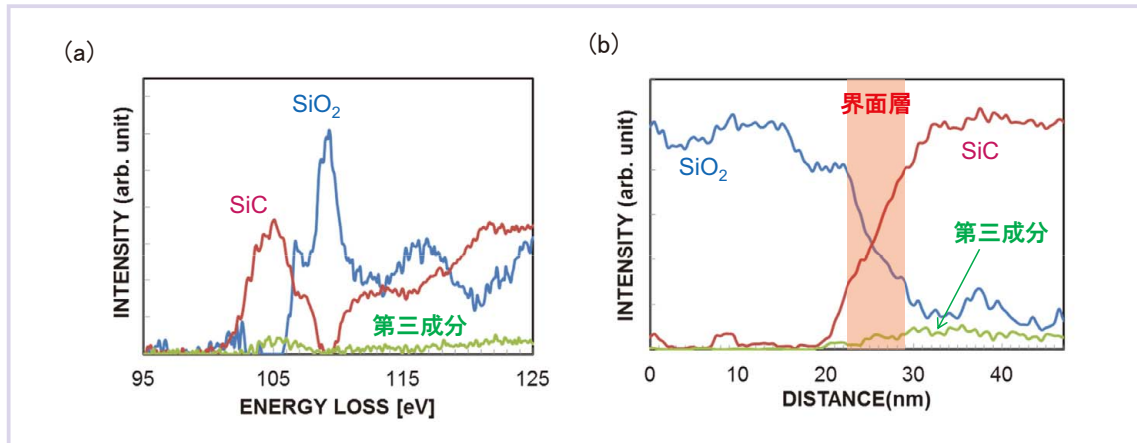 (a)
SiO2
SiC
第三成分
INTENSITY (arb. unit)
95
105
115
125
ENERGY LOSS [eV]
(b)
界面層
SiO2
SiC
第三成分
INTENSITY (arb. unit)
0
10
20
30
40
DISTANCE(nm)